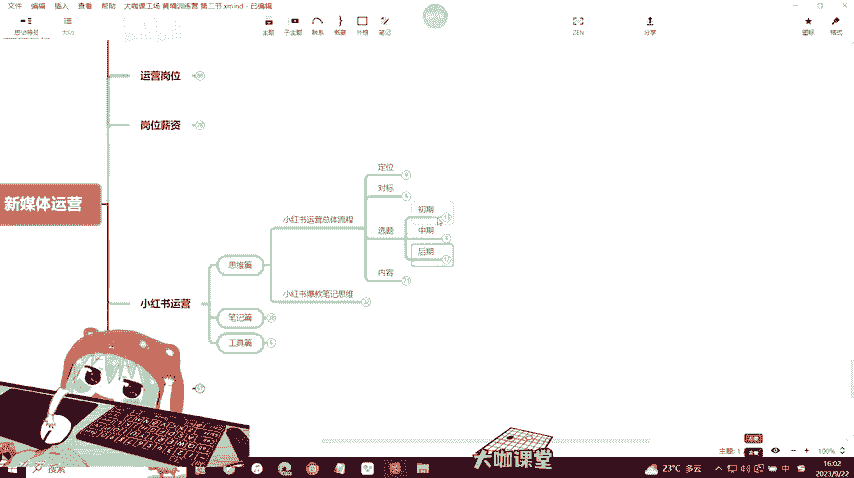 文件 编辑 插入 查看 帮助 大咖课工场 黄埔训练营 第二节.xmind - 已编辑
思维导图 大纲 主题 子主题 联系 概要 外框 笔记 ZEN 分享 图标 格式
运营岗位
岗位薪资
新媒体运营
定位
对标
初期
小红书运营总体流程
选题
中期
后期
思维篇
内容
小红书爆款笔记思维
小红书运营
笔记篇
工具篇
大咖课堂
主题: 1
100%
搜索
23°C 多云
中
16:02
2023/9/22